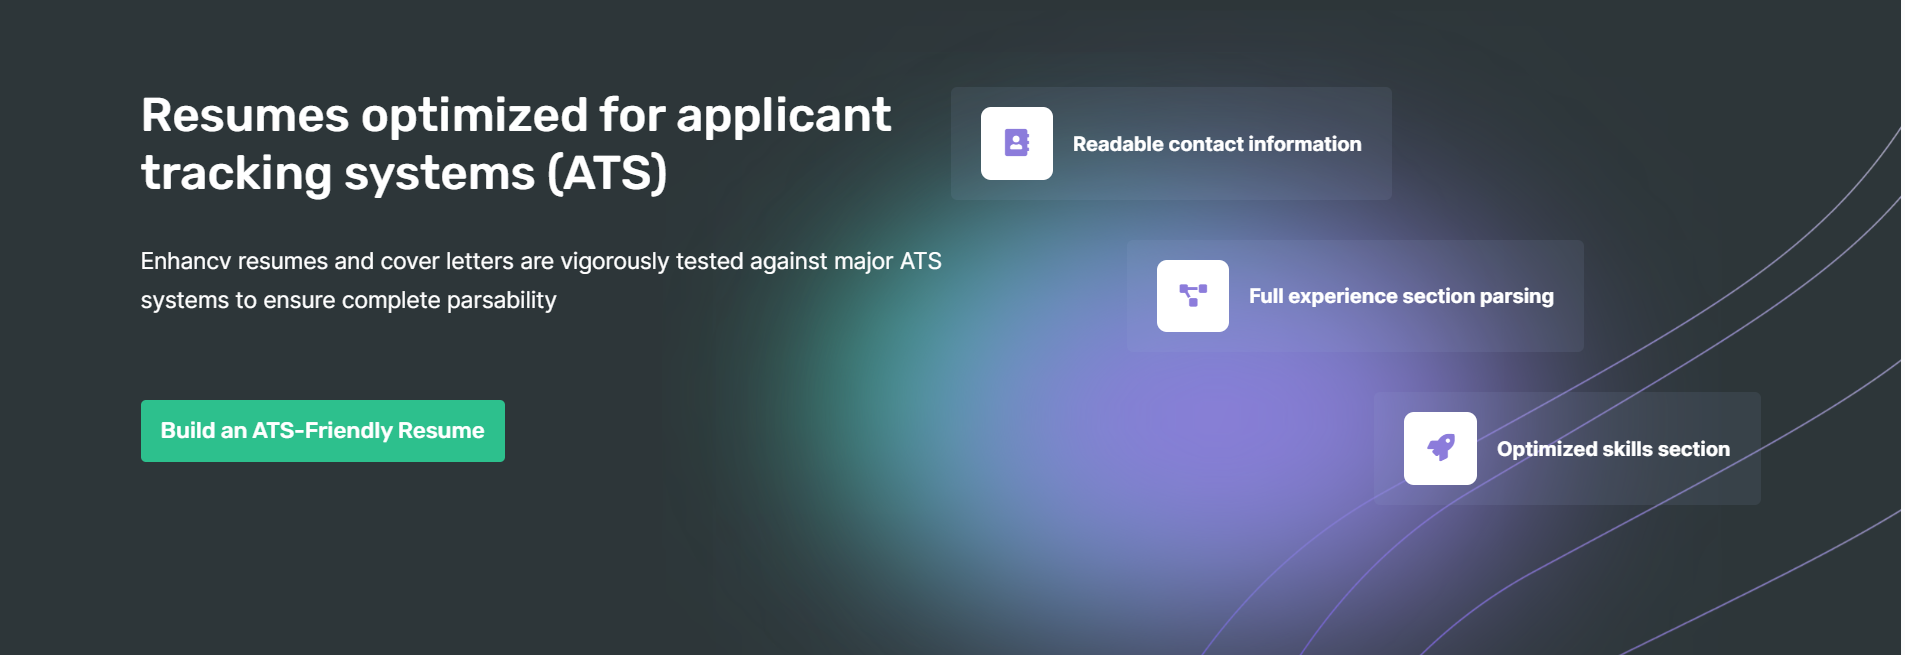 Resumes optimized for applicant
tracking systems (ATS)
Enhancv resumes and cover letters are vigorously tested against major ATS
systems to ensure complete parsability
Build an ATS-Friendly Resume
Readable contact information
Full experience section parsing
Optimized skills section